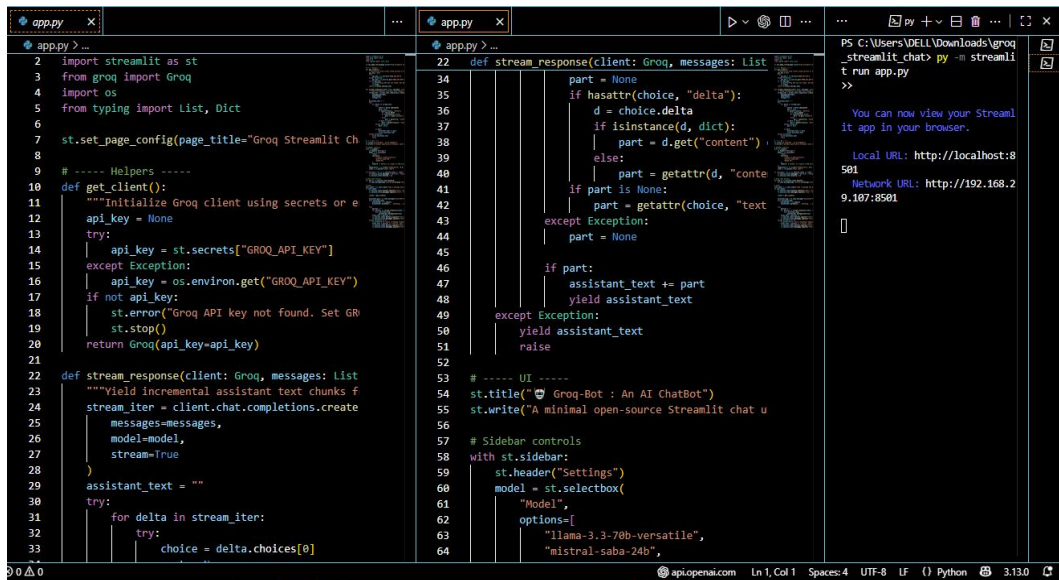 app.py
app.py > ...
2 import streamlit as st
3 from groq import Groq
4 import os
5 from typing import List, Dict
6
7 st.set_page_config(page_title="Groq Streamlit Ch
8
9 # ----- Helpers -----
10 def get_client():
11 """Initialize Groq client using secrets or e
12 api_key = None
13 try:
14 api_key = st.secrets["GROQ_API_KEY"]
15 except Exception:
16 api_key = os.environ.get("GROQ_API_KEY")
17 if not api_key:
18 st.error("Groq API key not found. Set GR
19 st.stop()
20 return Groq(api_key=api_key)
21
22 def stream_response(client: Groq, messages: List
23 """Yield incremental assistant text chunks f
24 stream_iter = client.chat.completions.create
25 messages=messages,
26 model=model,
27 stream=True
28 )
29 assistant_text = ""
30 try:
31 for delta in stream_iter:
32 try:
33 choice = delta.choices[0]
app.py
app.py > ...
22 def stream_response(client: Groq, messages: List
34 part = None
35 if hasattr(choice, "delta"):
36 d = choice.delta
37 if isinstance(d, dict):
38 part = d.get("content")
39 else:
40 part = getattr(d, "conte
41 if part is None:
42 part = getattr(choice, "text
43 except Exception:
44 part = None
45
46 if part:
47 assistant_text += part
48 yield assistant_text
49 except Exception:
50 yield assistant_text
51 raise
52
53 # ----- UI -----
54 st.title("🤖 Groq-Bot : An AI ChatBot")
55 st.write("A minimal open-source Streamlit chat u
56
57 # Sidebar controls
58 with st.sidebar:
59 st.header("Settings")
60 model = st.selectbox(
61 "Model",
62 options=[
63 "llama-3.3-70b-versatile",
64 "mistral-saba-24b",
py
PS C:\Users\DELL\Downloads\groq
_streamlit_chat> py -m streamli
t run app.py
>>
You can now view your Streaml
it app in your browser.
Local URL: http://localhost:8
501
Network URL: http://192.168.2
9.107:8501
0 0
api.openai.com Ln 1, Col 1 Spaces: 4 UTF-8 LF {} Python 3.13.0